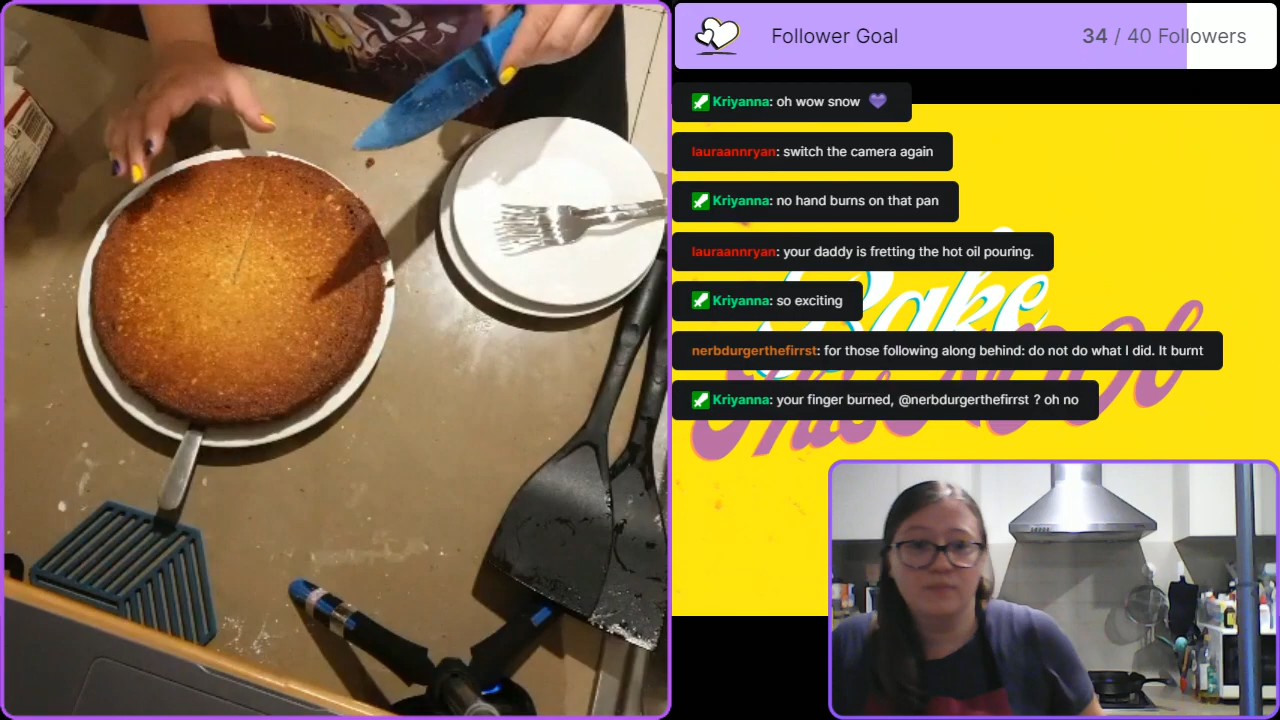 Follower Goal
34 / 40 Followers
Kriyanna: oh wow snow 💜
lauraannryan: switch the camera again
Kriyanna: no hand burns on that pan
lauraannryan: your daddy is fretting the hot oil pouring.
Kriyanna: so exciting
Bake
nerbdurgerthefirrst: for those following along behind: do not do what I did. It burnt
Kriyanna: your finger burned, @nerbdurgerthefirrst ? oh no